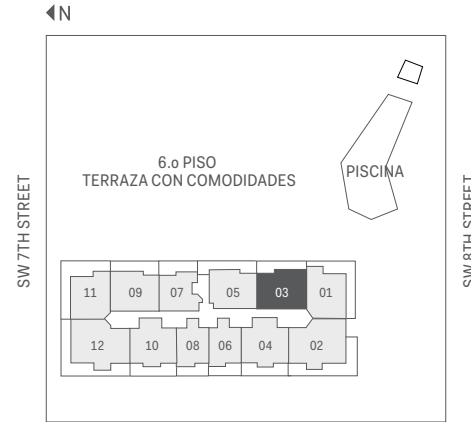 N
6.o PISO
TERRAZA CON COMODIDADES
PISCINA
SW 7TH STREET
SW 8TH STREET
11
09
07
05
03
01
12
10
08
06
04
02